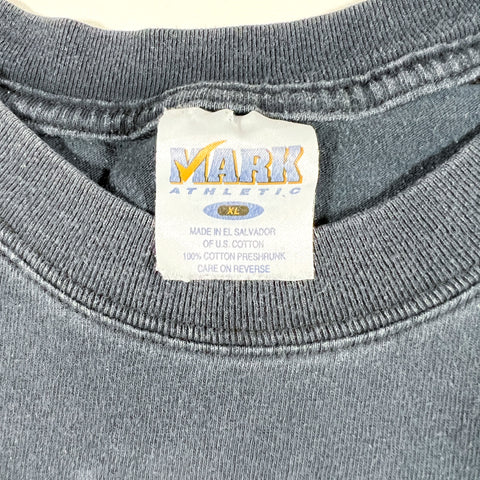 MARK
ATHLETIC
XL
MADE IN EL SALVADOR
OF U.S. COTTON
100% COTTON PRESHRUNK
CARE ON REVERSE